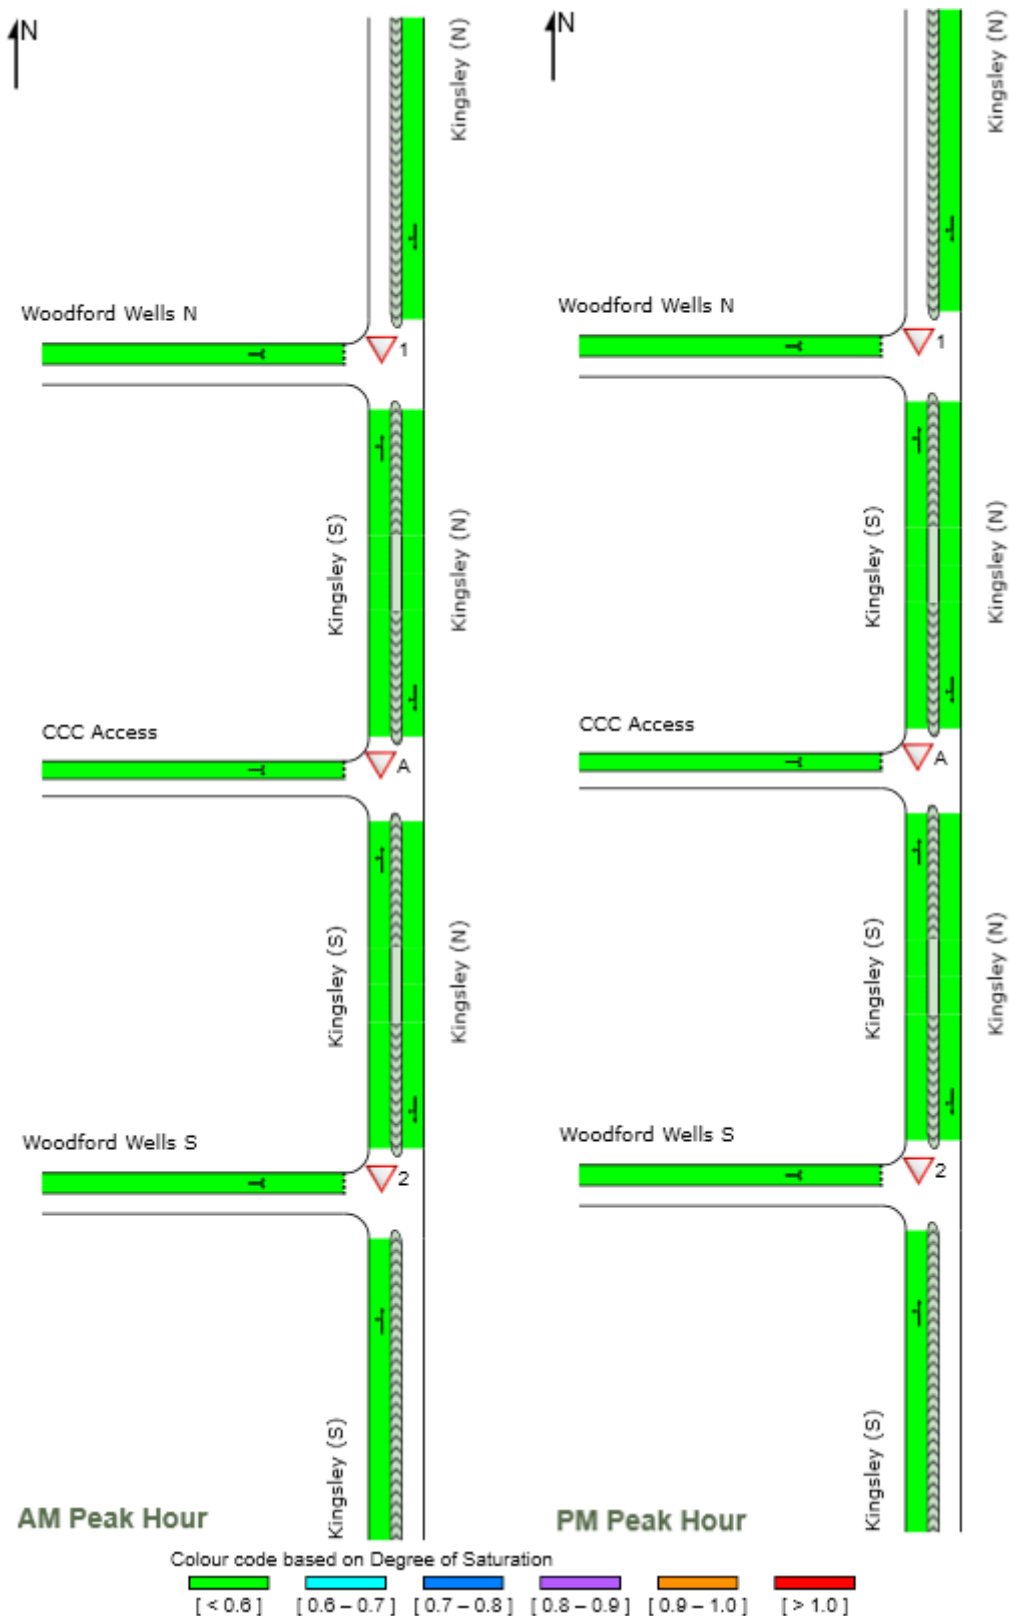 N
Kingsley (N)
Woodford Wells N
1
Kingsley (S)
Kingsley (N)
CCC Access
A
Kingsley (S)
Kingsley (N)
Woodford Wells S
2
Kingsley (S)
AM Peak Hour
N
Kingsley (N)
Woodford Wells N
1
Kingsley (S)
Kingsley (N)
CCC Access
A
Kingsley (S)
Kingsley (N)
Woodford Wells S
2
Kingsley (S)
PM Peak Hour
Colour code based on Degree of Saturation
[ < 0.6 ] [ 0.6 – 0.7 ] [ 0.7 – 0.8 ] [ 0.8 – 0.9 ] [ 0.9 – 1.0 ] [ > 1.0 ]